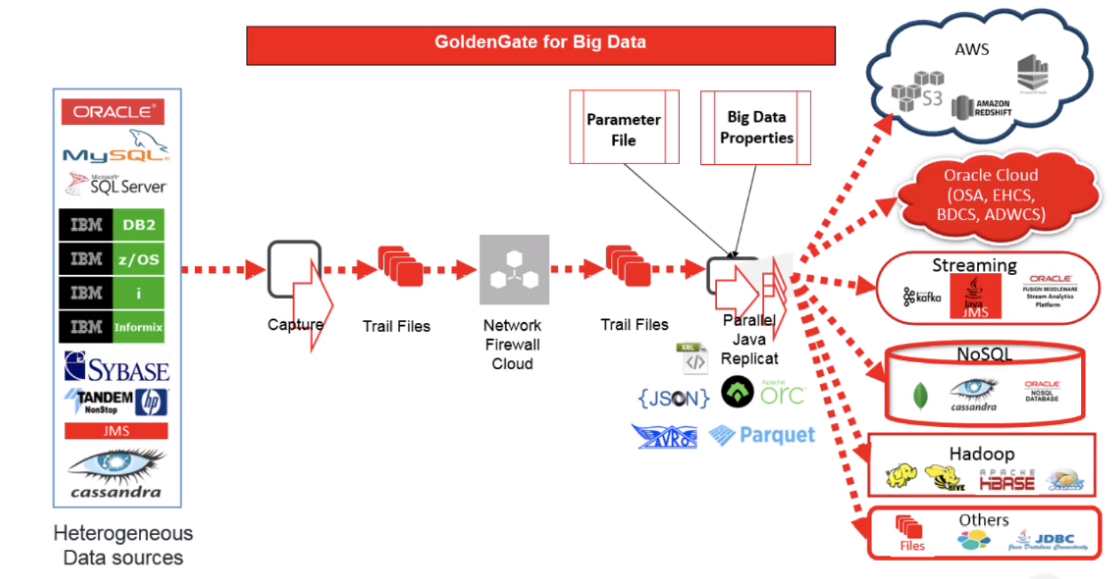 GoldenGate for Big Data
ORACLE®
MySQL®
Microsoft®
SQL Server
IBM DB2
IBM z/OS
IBM i
IBM Informix
SYBASE
TANDEM
NonStop
hp
JMS
cassandra
Heterogeneous
Data sources
Capture
Trail Files
Network
Firewall
Cloud
Trail Files
Parameter
File
Big Data
Properties
Parallel
Java
Replicat
XML
</>
{JSON}
Apache
orc
AVRO
Parquet
AWS
S3
AMAZON
REDSHIFT
Oracle Cloud
(OSA, EHCS,
BDCS, ADWCS)
Streaming
kafka
Java
JMS
ORACLE®
FUSION MIDDLEWARE
Stream Analytics
Platform
NoSQL
cassandra
ORACLE®
NOSQL
DATABASE
Hadoop
HIVE
APACHE
HBASE
Others
Files
JDBC
Java Database Connectivity